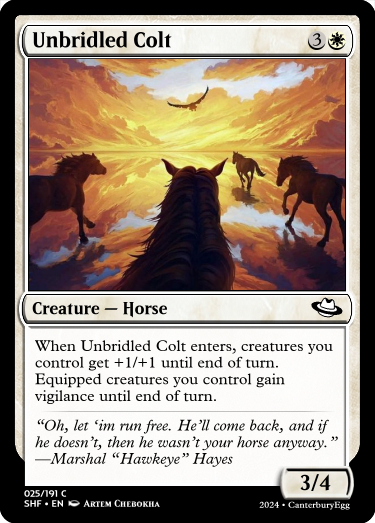 Unbridled Colt 3
Creature — Horse
When Unbridled Colt enters, creatures you
control get +1/+1 until end of turn.
Equipped creatures you control gain
vigilance until end of turn.
“Oh, let ‘im run free. He’ll come back, and if
he doesn’t, then he wasn’t your horse anyway.”
—Marshal “Hawkeye” Hayes
3/4
025/191 C
SHF • EN ARTEM CHEBOKHA
2024 • CanterburyEgg